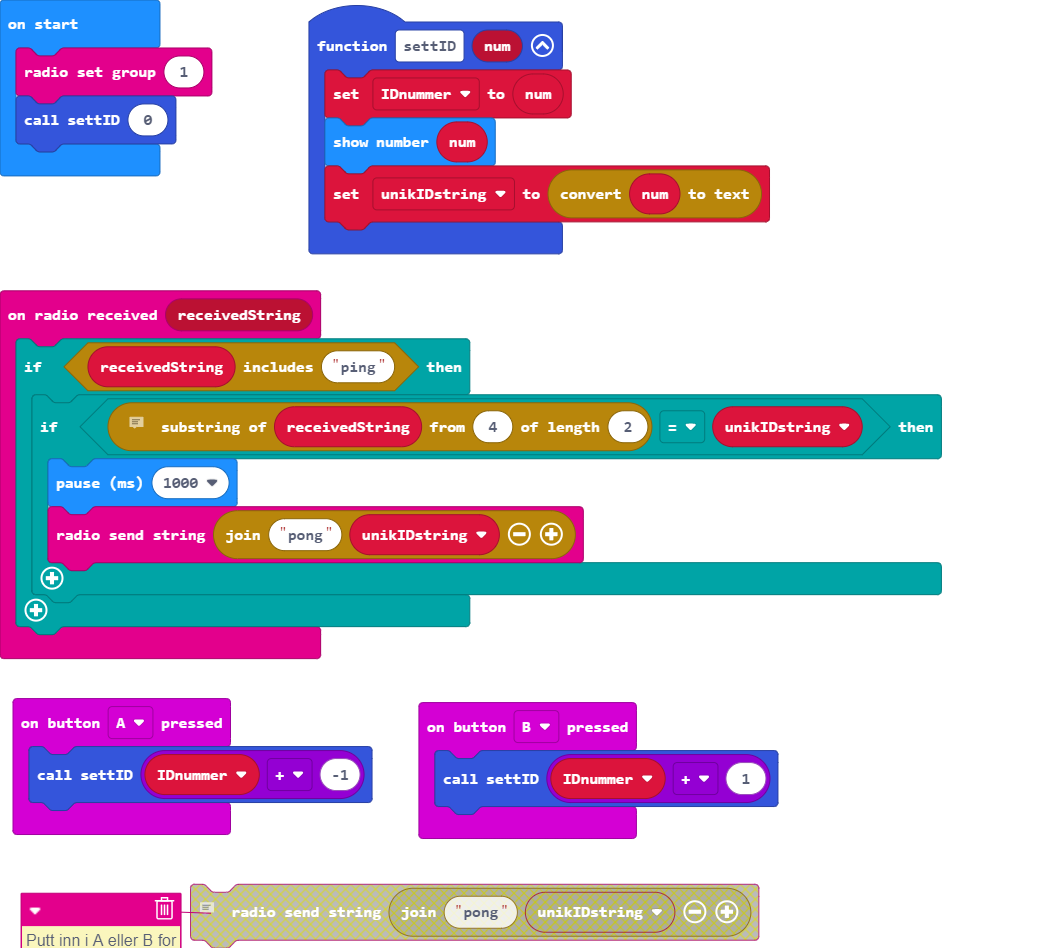 on start
radio set group 1
call settID 0
function settID num
set IDnummer to num
show number num
set unikIDstring to convert num to text
on radio received receivedString
if receivedString includes "ping" then
if substring of receivedString from 4 of length 2 = unikIDstring then
pause (ms) 1000
radio send string join "pong" unikIDstring
on button A pressed
call settID IDnummer + -1
on button B pressed
call settID IDnummer + 1
radio send string join "pong" unikIDstring
Putt inn i A eller B for